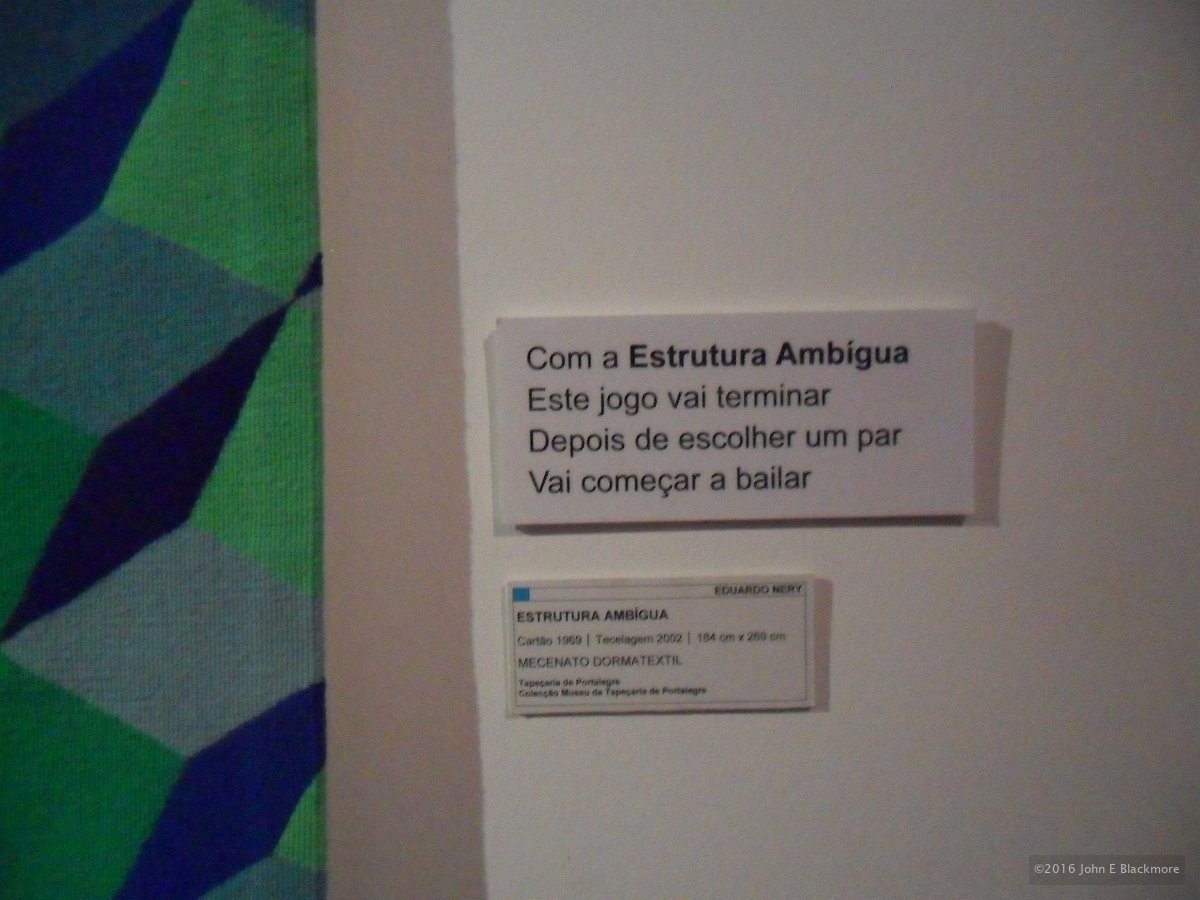 Com a Estrutura Ambígua
Este jogo vai terminar
Depois de escolher um par
Vai começar a bailar
EDUARDO NERY
ESTRUTURA AMBÍGUA
Cartão 1969 | Tecelagem 2002 | 184 cm x 269 cm
MECENATO DORMATEXTIL
Tapeçaria de Portalegre
Colecção Museu da Tapeçaria de Portalegre
©2016 John E Blackmore